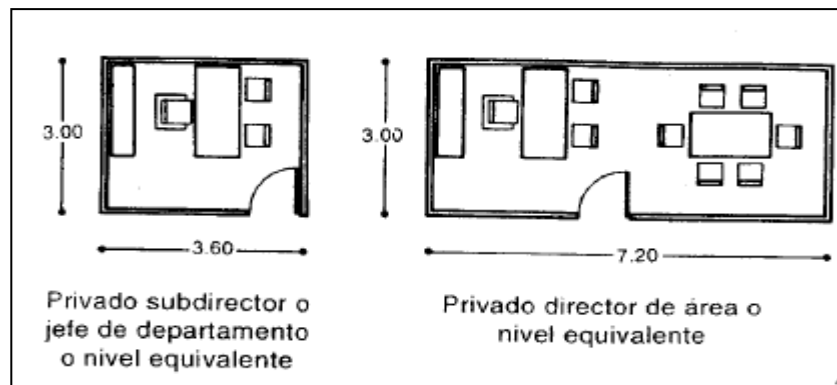 3.00
3.60
Privado subdirector o
jefe de departamento
o nivel equivalente
3.00
7.20
Privado director de área o
nivel equivalente